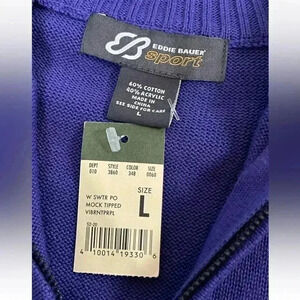 EDDIE BAUER
sport
60% COTTON
40% ACRYLIC
MADE IN
CHINA
SEE SIDE FOR CARE
L
DEPT STYLE COLOR SIZE
010 3860 348 0060
W SWTR PO
MOCK TIPPED
VIBRNTPRPL
SIZE
L
4 10014 19330 6